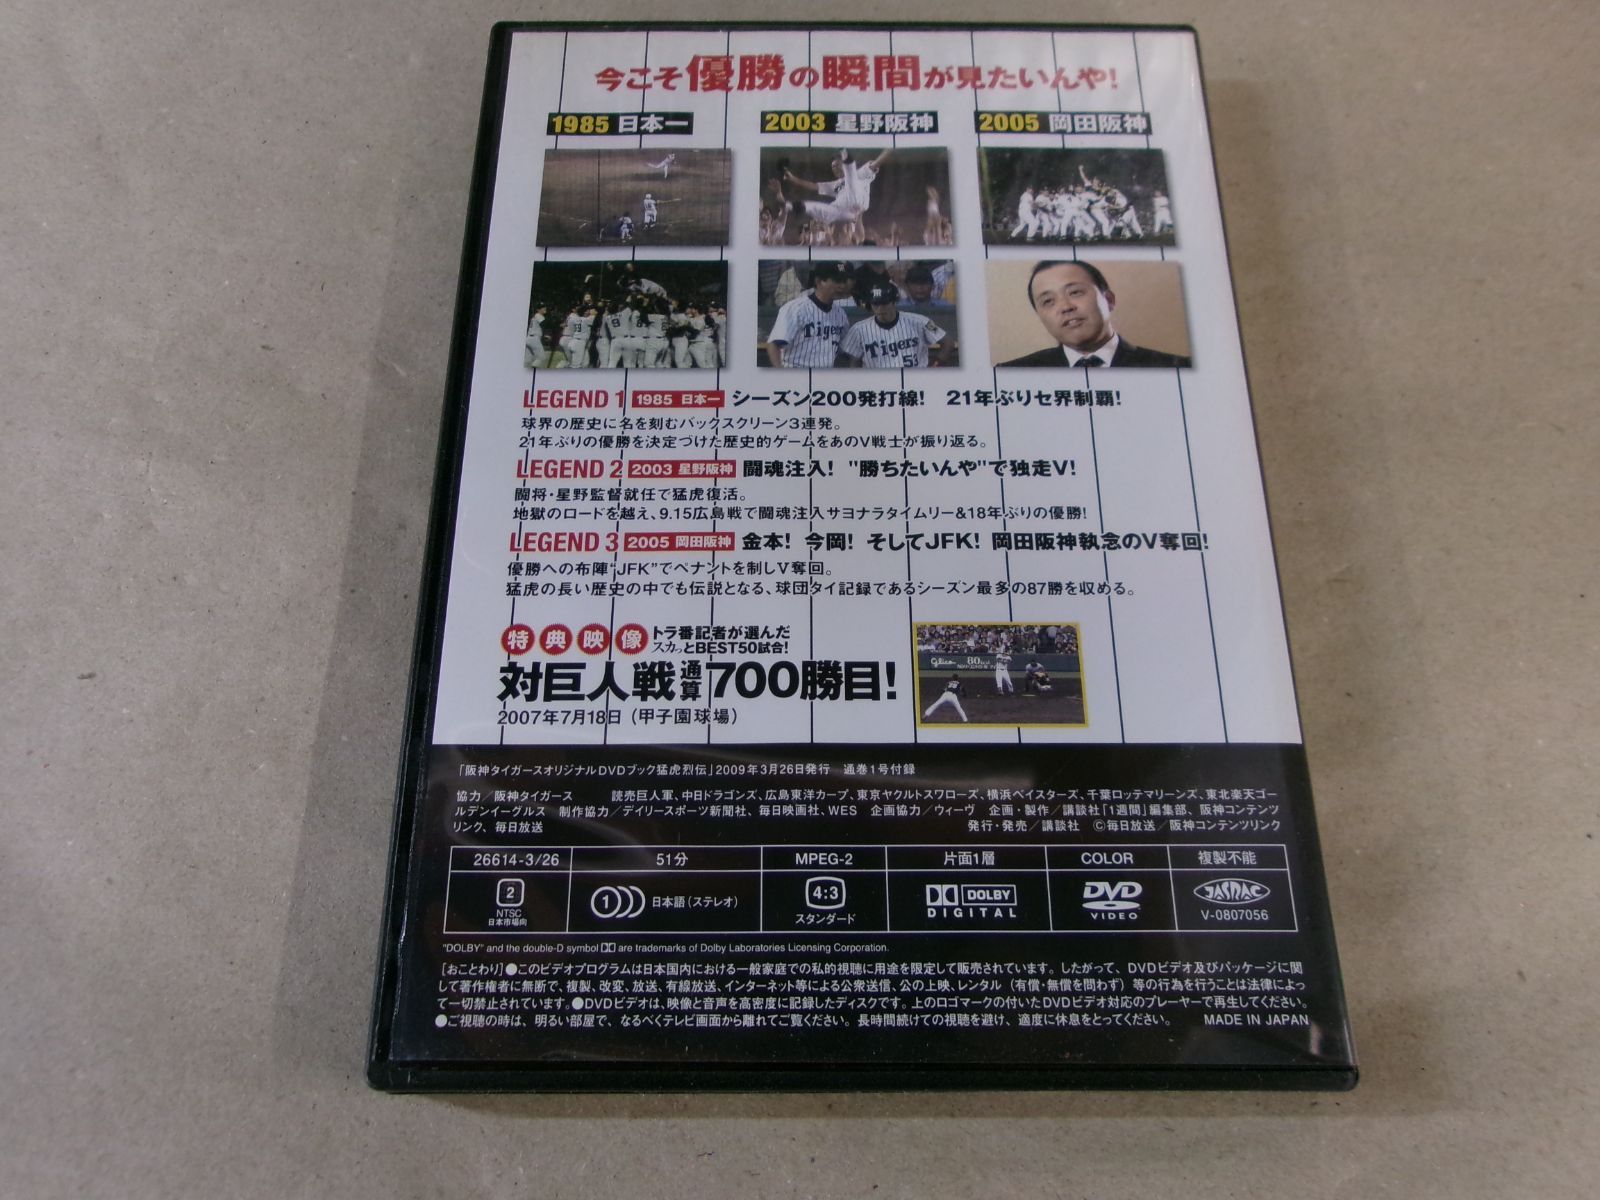 今こそ優勝の瞬間が見たいんや!
1985 日本一
2003 星野阪神
2005 岡田阪神
Tigers
Tigers
53
LEGEND 1 1985 日本一 シーズン200発打線! 21年ぶりセ界制覇!
球界の歴史に名を刻むバックスクリーン3連発。
21年ぶりの優勝を決定づけた歴史的ゲームをあのV戦士が振り返る。
LEGEND 2 2003 星野阪神 闘魂注入! "勝ちたいんや"で独走V!
闘将・星野監督就任で猛虎復活。
地獄のロードを越え、9.15広島戦で闘魂注入サヨナラタイムリー&18年ぶりの優勝!
LEGEND 3 2005 岡田阪神 金本! 今岡! そしてJFK! 岡田阪神執念のV奪回!
優勝への布陣"JFK"でペナントを制しV奪回。
猛虎の長い歴史の中でも伝説となる、球団タイ記録であるシーズン最多の87勝を収める。
特典映像 トラ番記者が選んだ
スカッとBEST50試合!
対巨人戦通算700勝目!
2007年7月18日(甲子園球場)
glico 80
「阪神タイガースオリジナルDVDブック猛虎烈伝」2009年3月26日発行 通巻1号付録
協力/阪神タイガース 読売巨人軍、中日ドラゴンズ、広島東洋カープ、東京ヤクルトスワローズ、横浜ベイスターズ、千葉ロッテマリーンズ、東北楽天ゴー
ルデンイーグルス 制作協力/デイリースポーツ新聞社、毎日映画社、WES 企画協力/ウィーヴ 企画・製作/講談社「1週間」編集部、阪神コンテンツ
リンク、毎日放送 発行・発売/講談社 ©毎日放送/阪神コンテンツリンク
26614-3/26 51分 MPEG-2 片面1層 COLOR 複製不能
2 NTSC 日本市場向
1 日本語(ステレオ)
4:3 スタンダード
DOLBY DIGITAL
DVD VIDEO
JASRAC V-0807056
"DOLBY" and the double-D symbol are trademarks of Dolby Laboratories Licensing Corporation.
[おことわり]●このビデオプログラムは日本国内における一般家庭での私的視聴に用途を限定して販売されています。したがって、DVDビデオ及びパッケージに関
して著作権者に無断で、複製、改変、放送、有線放送、インターネット等による公衆送信、公の上映、レンタル(有償・無償を問わず)等の行為を行うことは法律によっ
て一切禁止されています。●DVDビデオは、映像と音声を高密度に記録したディスクです。上のロゴマークの付いたDVDビデオ対応のプレーヤーで再生してください。
●ご視聴の時は、明るい部屋で、なるべくテレビ画面から離れてご覧ください。長時間続けての視聴を避け、適度に休息をとってください。 MADE IN JAPAN